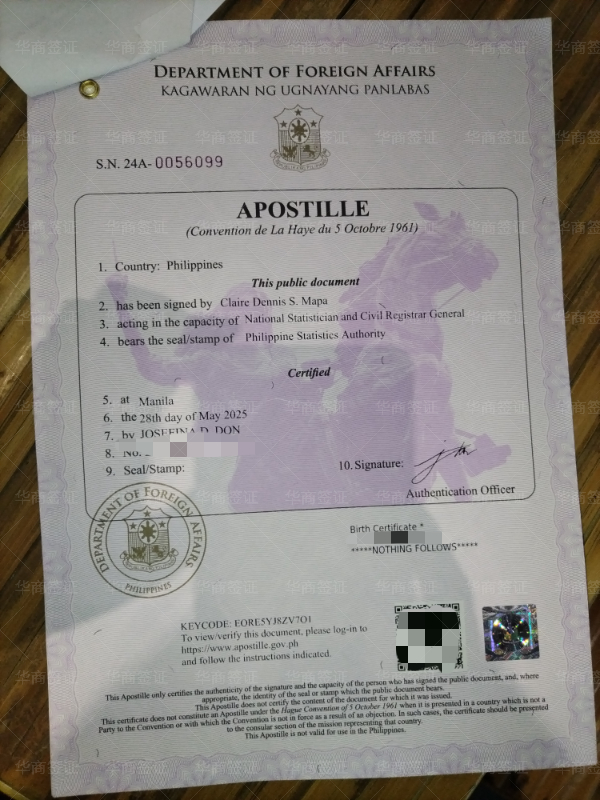 DEPARTMENT OF FOREIGN AFFAIRS
KAGAWARAN NG UGNAYANG PANLABAS
S.N. 24A-0056099
APOSTILLE
(Convention de La Haye du 5 Octobre 1961)
1. Country: Philippines
This public document
2. has been signed by Claire Dennis S. Mapa
3. acting in the capacity of National Statistician and Civil Registrar General
4. bears the seal/stamp of Philippine Statistics Authority
Certified
5. at Manila
6. the 28th day of May 2025
7. by JOSEFINA D. DON
8. No.
9. Seal/Stamp:
10. Signature:
Authentication Officer
DEPARTMENT OF FOREIGN AFFAIRS
PHILIPPINES
Birth Certificate *
*****NOTHING FOLLOWS*****
KEYCODE: EORE5YJ8ZV7O1
To view/verify this document, please log-in to
https://www.apostille.gov.ph
and follow the instructions indicated.
This Apostille only certifies the authenticity of the signature and the capacity of the person who has signed the public document, and, where
appropriate, the identity of the seal or stamp which the public document bears.
This Apostille does not certify the content of the document for which it was issued.
This certificate does not constitute an Apostille under the Hague Convention of 5 October 1961 when it is presented in a country which is not a
Party to the Convention or with which the Convention is not in force as a result of an objection. In such cases, the certificate should be presented
to the consular section of the mission representing that country.
This Apostille is not valid for use in the Philippines.
华商签证